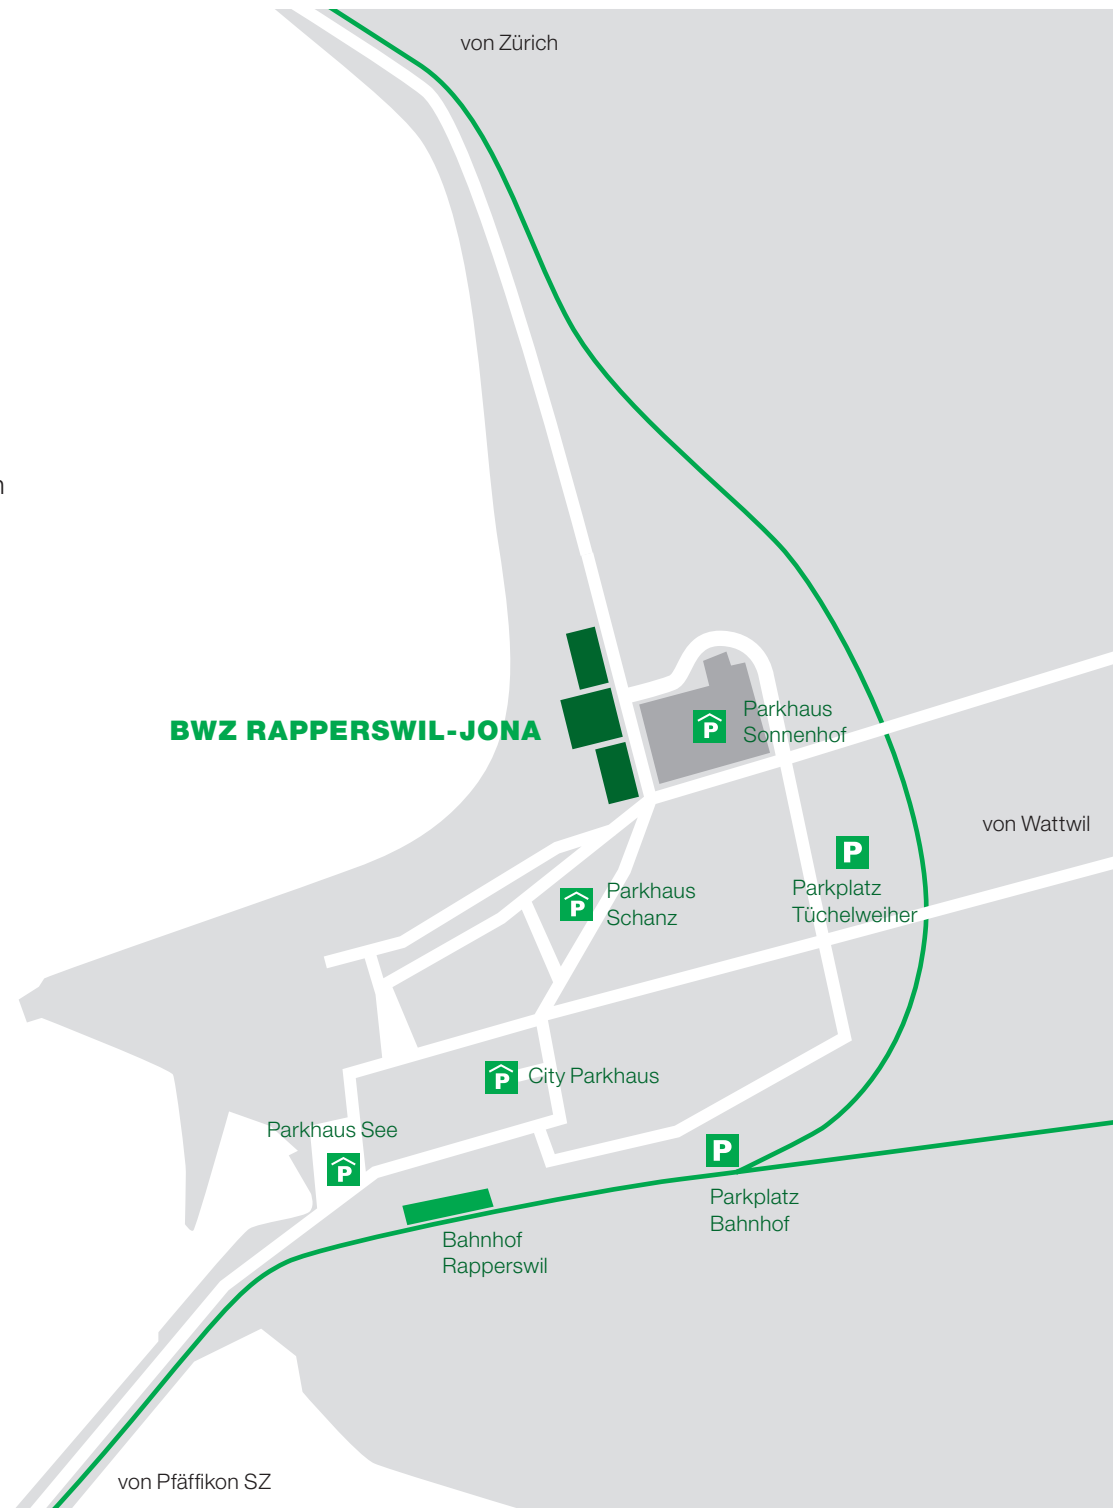 von Zürich
n
BWZ RAPPERSWIL-JONA
P
Parkhaus
Sonnenhof
von Wattwil
P
Parkplatz
Tüchelweiher
P
Parkhaus
Schanz
P
City Parkhaus
Parkhaus See
P
P
Parkplatz
Bahnhof
Bahnhof
Rapperswil
von Pfäffikon SZ